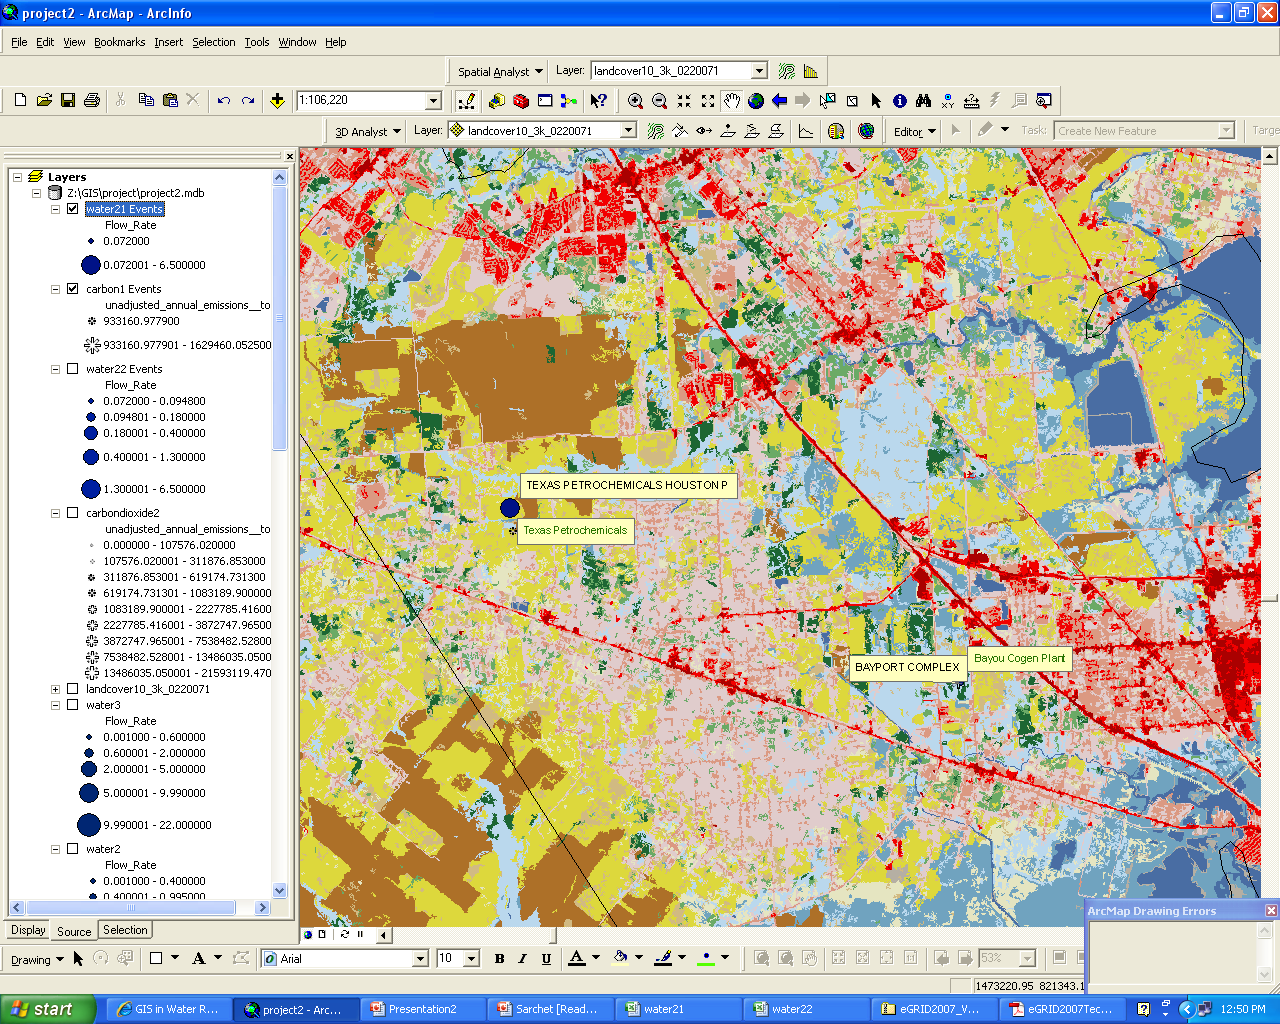 project2 - ArcMap - ArcInfo
File Edit View Bookmarks Insert Selection Tools Window Help
Spatial Analyst Layer: landcover10_3k_0220071
1:106,220
3D Analyst Layer: landcover10_3k_0220071 Editor Task: Create New Feature Targe
Layers
Z:\GIS\project\project2.mdb
water21 Events
Flow_Rate
0.072000
0.072001 - 6.500000
carbon1 Events
unadjusted_annual_emissions__to
933160.977900
933160.977901 - 1629460.052500
water22 Events
Flow_Rate
0.072000 - 0.094800
0.094801 - 0.180000
0.180001 - 0.400000
0.400001 - 1.300000
1.300001 - 6.500000
carbondioxide2
unadjusted_annual_emissions__to
0.000000 - 107576.020000
107576.020001 - 311876.853000
311876.853001 - 619174.731300
619174.731301 - 1083189.900000
1083189.900001 - 2227785.41600
2227785.416001 - 3872747.96500
3872747.965001 - 7538482.52800
7538482.528001 - 13486035.0500
13486035.050001 - 21593119.470
landcover10_3k_0220071
water3
Flow_Rate
0.001000 - 0.600000
0.600001 - 2.000000
2.000001 - 5.000000
5.000001 - 9.990000
9.990001 - 22.000000
water2
Flow_Rate
0.001000 - 0.400000
0.400001 - 0.995000
Display Source Selection
TEXAS PETROCHEMICALS HOUSTON P
Texas Petrochemicals
BAYPORT COMPLEX
Bayou Cogen Plant
ArcMap Drawing Errors
Drawing A Arial 10 B I U A 53%
1473220.95 821343.1
start GIS in Water R... project2 - Arc... Presentation2 Sarchet [Read... water21 water22 eGRID2007_V... eGRID2007Tec... 12:50 PM